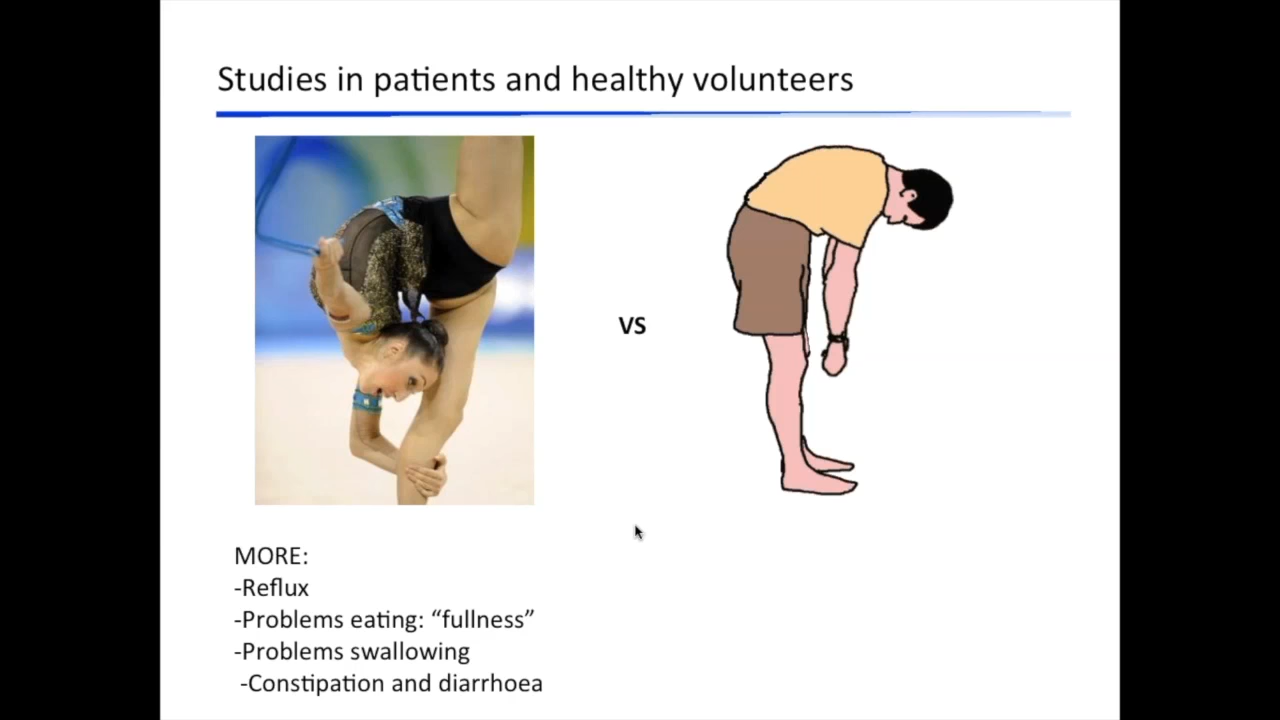 Studies in patients and healthy volunteers
VS
MORE:
-Reflux
-Problems eating: “fullness”
-Problems swallowing
-Constipation and diarrhoea